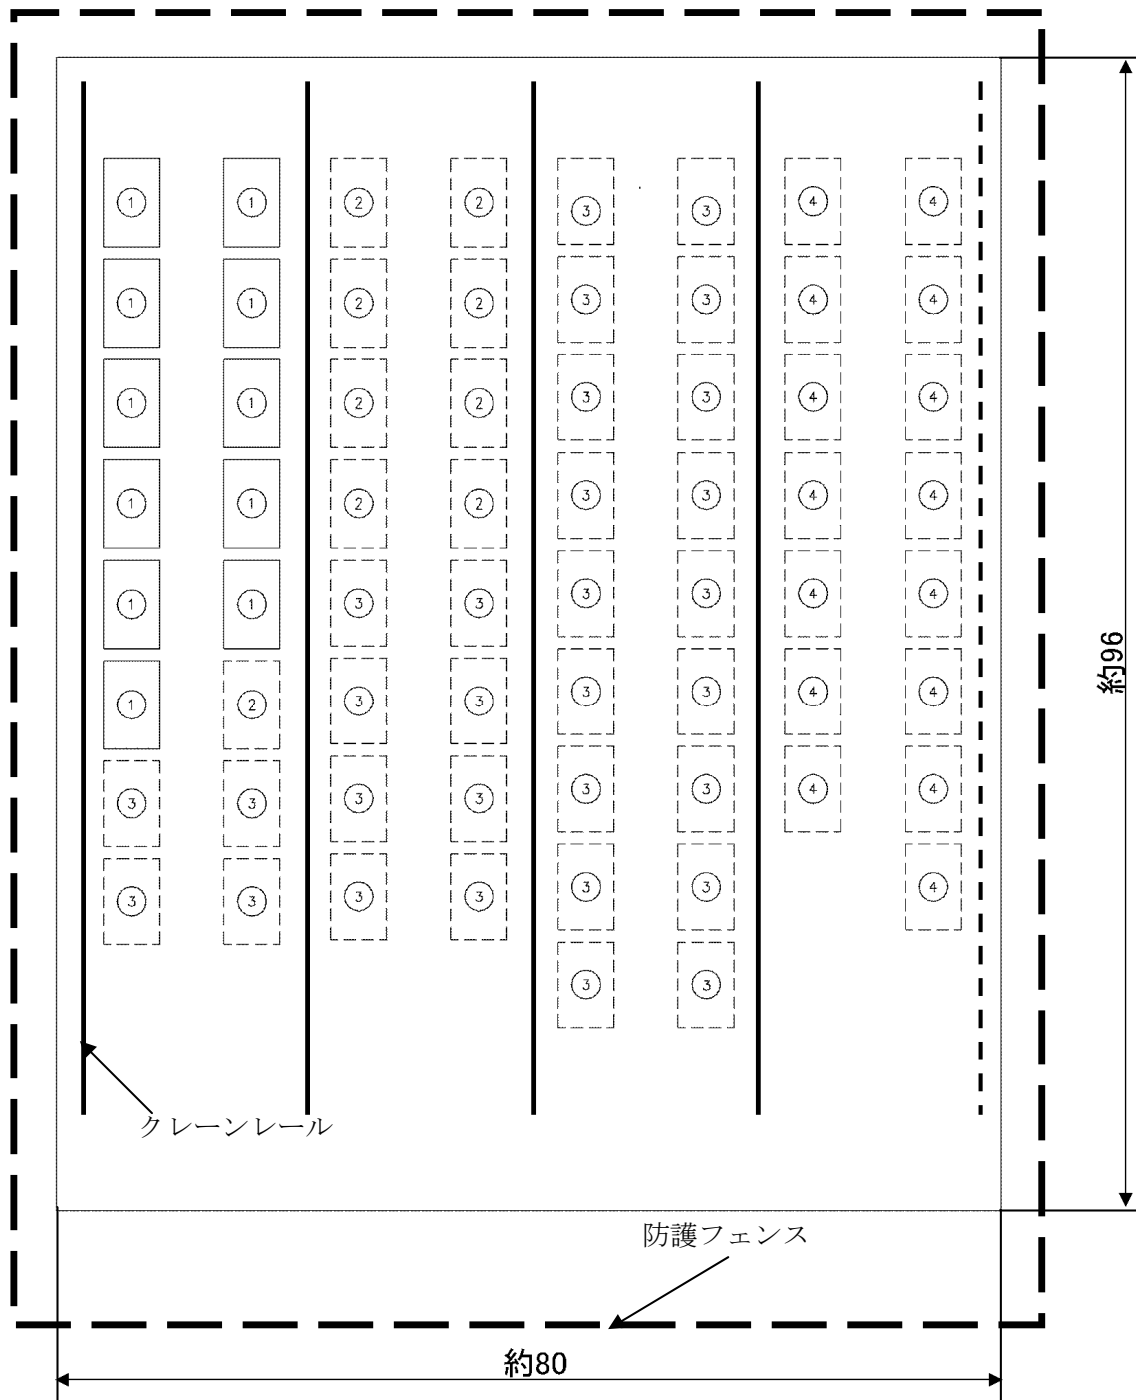 ① ① ② ② ③ ③ ④ ④
① ① ② ② ③ ③ ④ ④
① ① ② ② ③ ③ ④ ④
① ① ② ② ③ ③ ④ ④
① ① ③ ③ ③ ③ ④ ④
① ② ③ ③ ③ ③ ④ ④
③ ③ ③ ③ ③ ③ ④ ④
③ ③ ③ ③ ③ ③ ④
③ ③
約96
クレーンレール
防護フェンス
約80